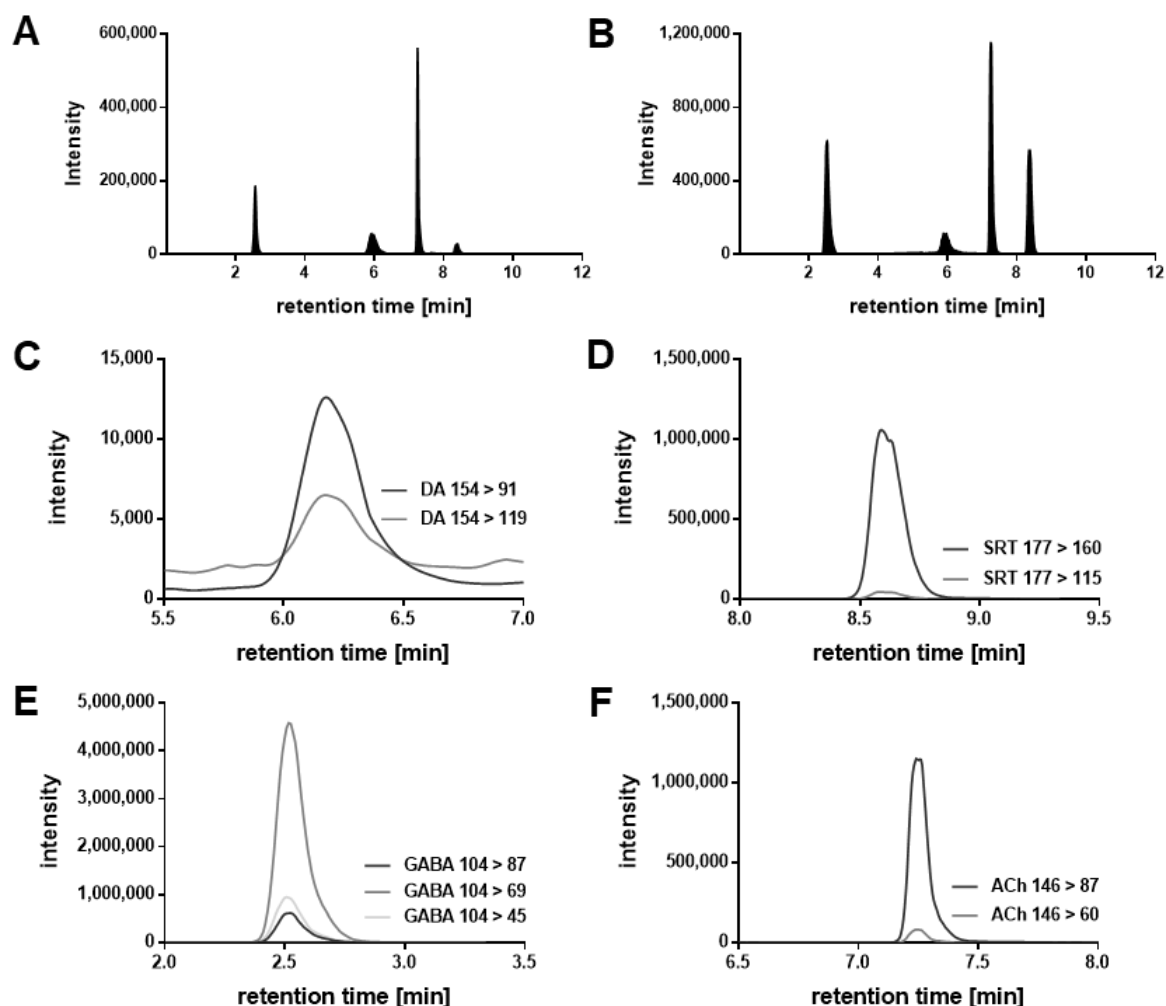 A
600,000
400,000
200,000
0
Intensity
2
4
6
8
10
12
retention time [min]
B
1,200,000
800,000
400,000
0
Intensity
2
4
6
8
10
12
retention time [min]
C
15,000
10,000
5,000
0
intensity
DA 154 > 91
DA 154 > 119
5.5
6.0
6.5
7.0
retention time [min]
D
1,500,000
1,000,000
500,000
0
intensity
SRT 177 > 160
SRT 177 > 115
8.0
8.5
9.0
9.5
retention time [min]
E
5,000,000
4,000,000
3,000,000
2,000,000
1,000,000
0
intensity
GABA 104 > 87
GABA 104 > 69
GABA 104 > 45
2.0
2.5
3.0
3.5
retention time [min]
F
1,500,000
1,000,000
500,000
0
intensity
ACh 146 > 87
ACh 146 > 60
6.5
7.0
7.5
8.0
retention time [min]